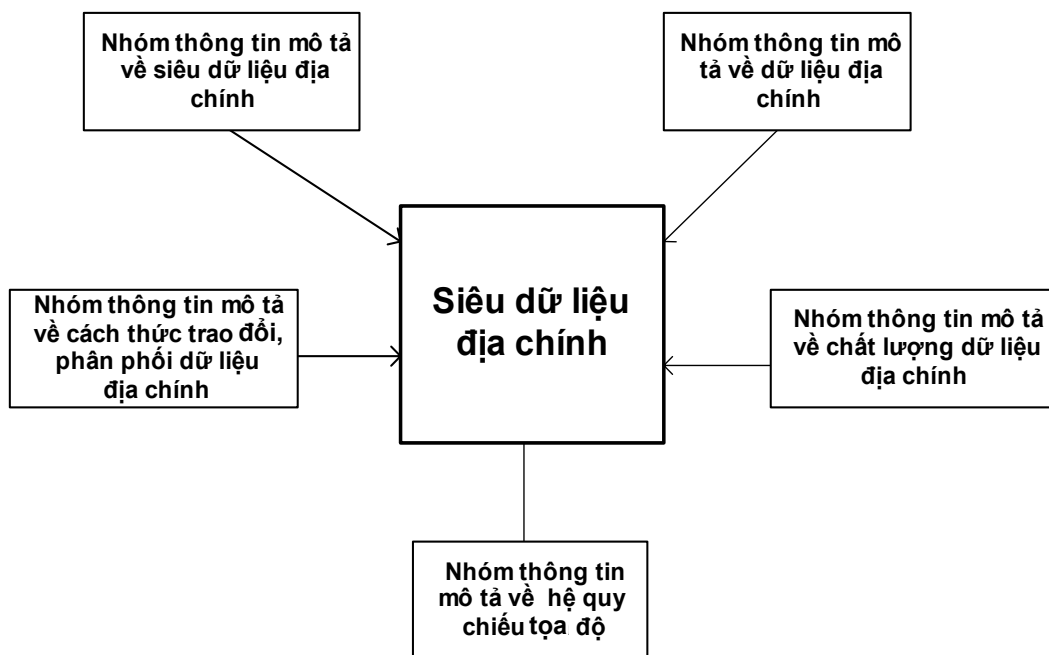 Nhóm thông tin mô tả
về siêu dữ liệu địa
chính
Nhóm thông tin mô
tả về dữ liệu địa
chính
Siêu dữ liệu
địa chính
Nhóm thông tin mô tả
về cách thức trao đổi,
phân phối dữ liệu
địa chính
Nhóm thông tin mô tả
về chất lượng dữ liệu
địa chính
Nhóm thông tin
mô tả về hệ quy
chiếu tọa độ